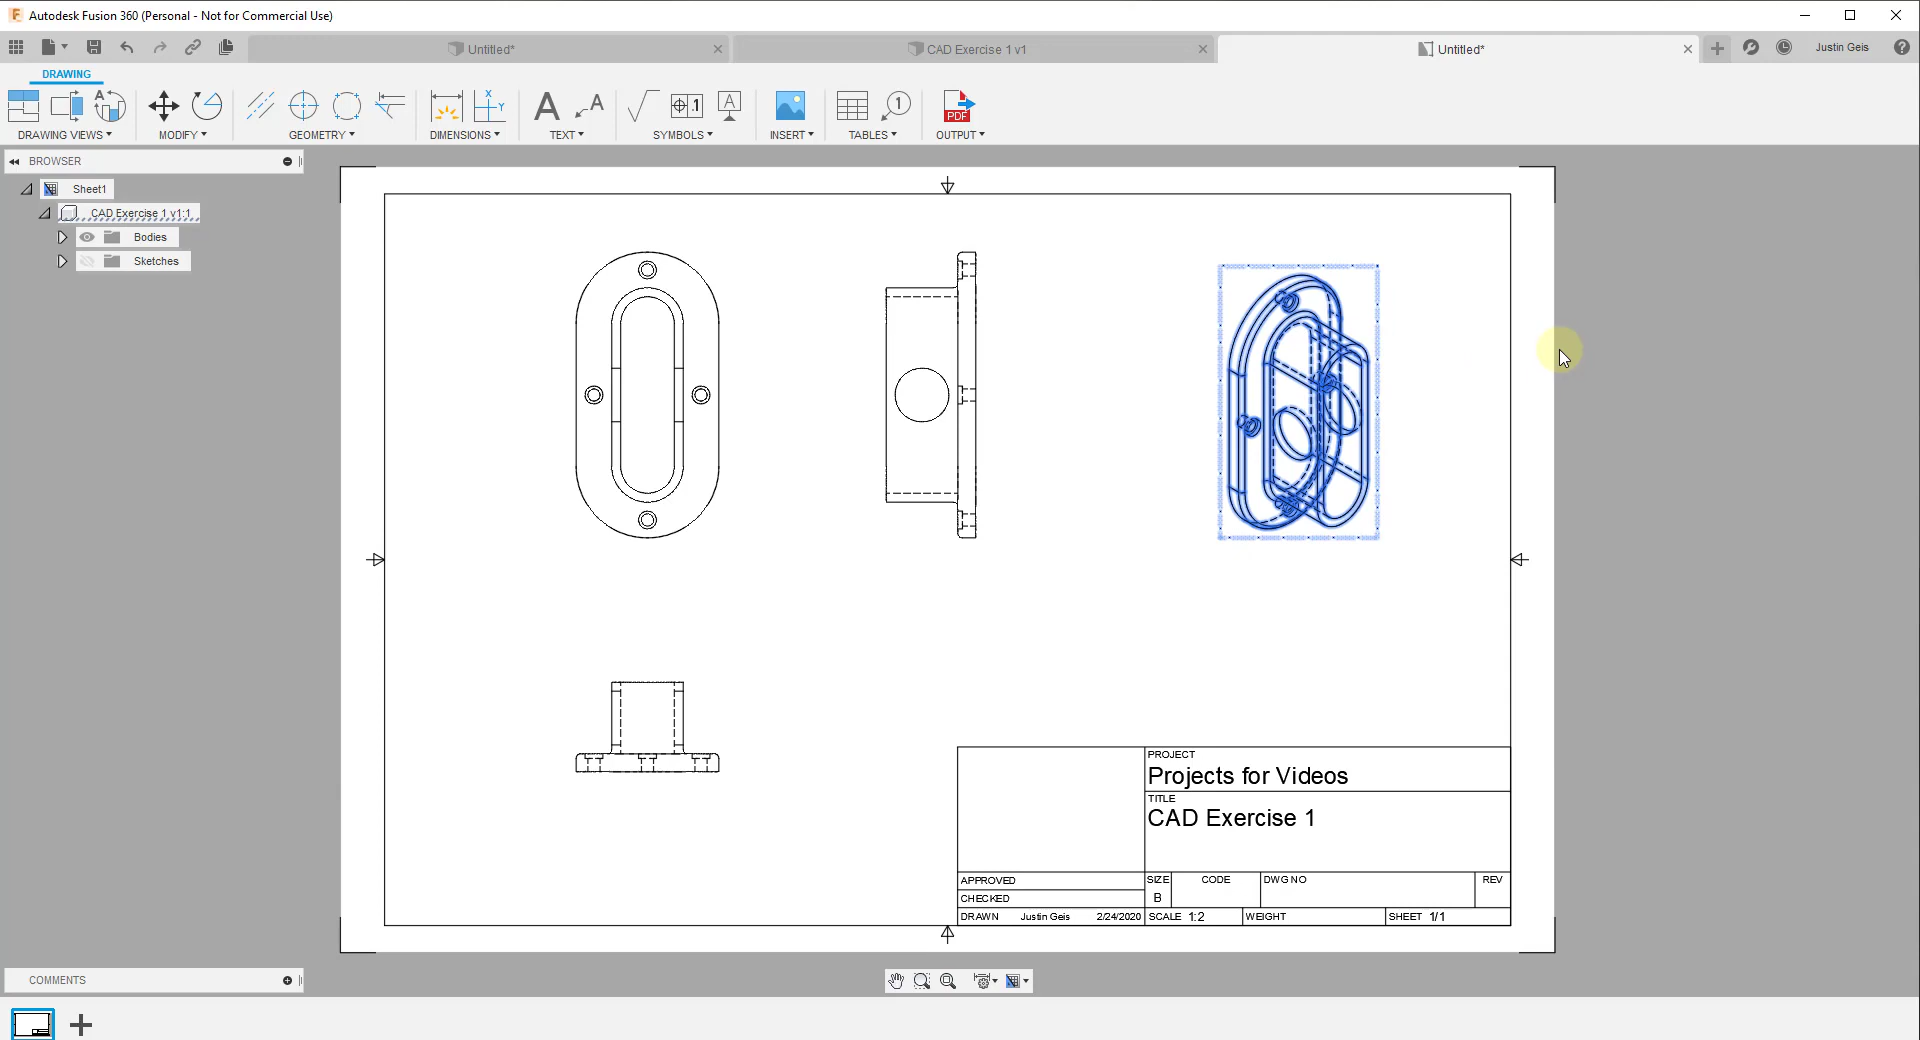 Autodesk Fusion 360 (Personal - Not for Commercial Use)
Untitled*
CAD Exercise 1 v1
Untitled*
Justin Geis
DRAWING
DRAWING VIEWS
MODIFY
GEOMETRY
DIMENSIONS
TEXT
SYMBOLS
INSERT
TABLES
OUTPUT
BROWSER
Sheet1
CAD Exercise 1 v1:1
Bodies
Sketches
PROJECT
Projects for Videos
TITLE
CAD Exercise 1
APPROVED
CHECKED
DRAWN Justin Geis 2/24/2020
SIZE
B
CODE
DWG NO
REV
SCALE 1:2
WEIGHT
SHEET 1/1
COMMENTS